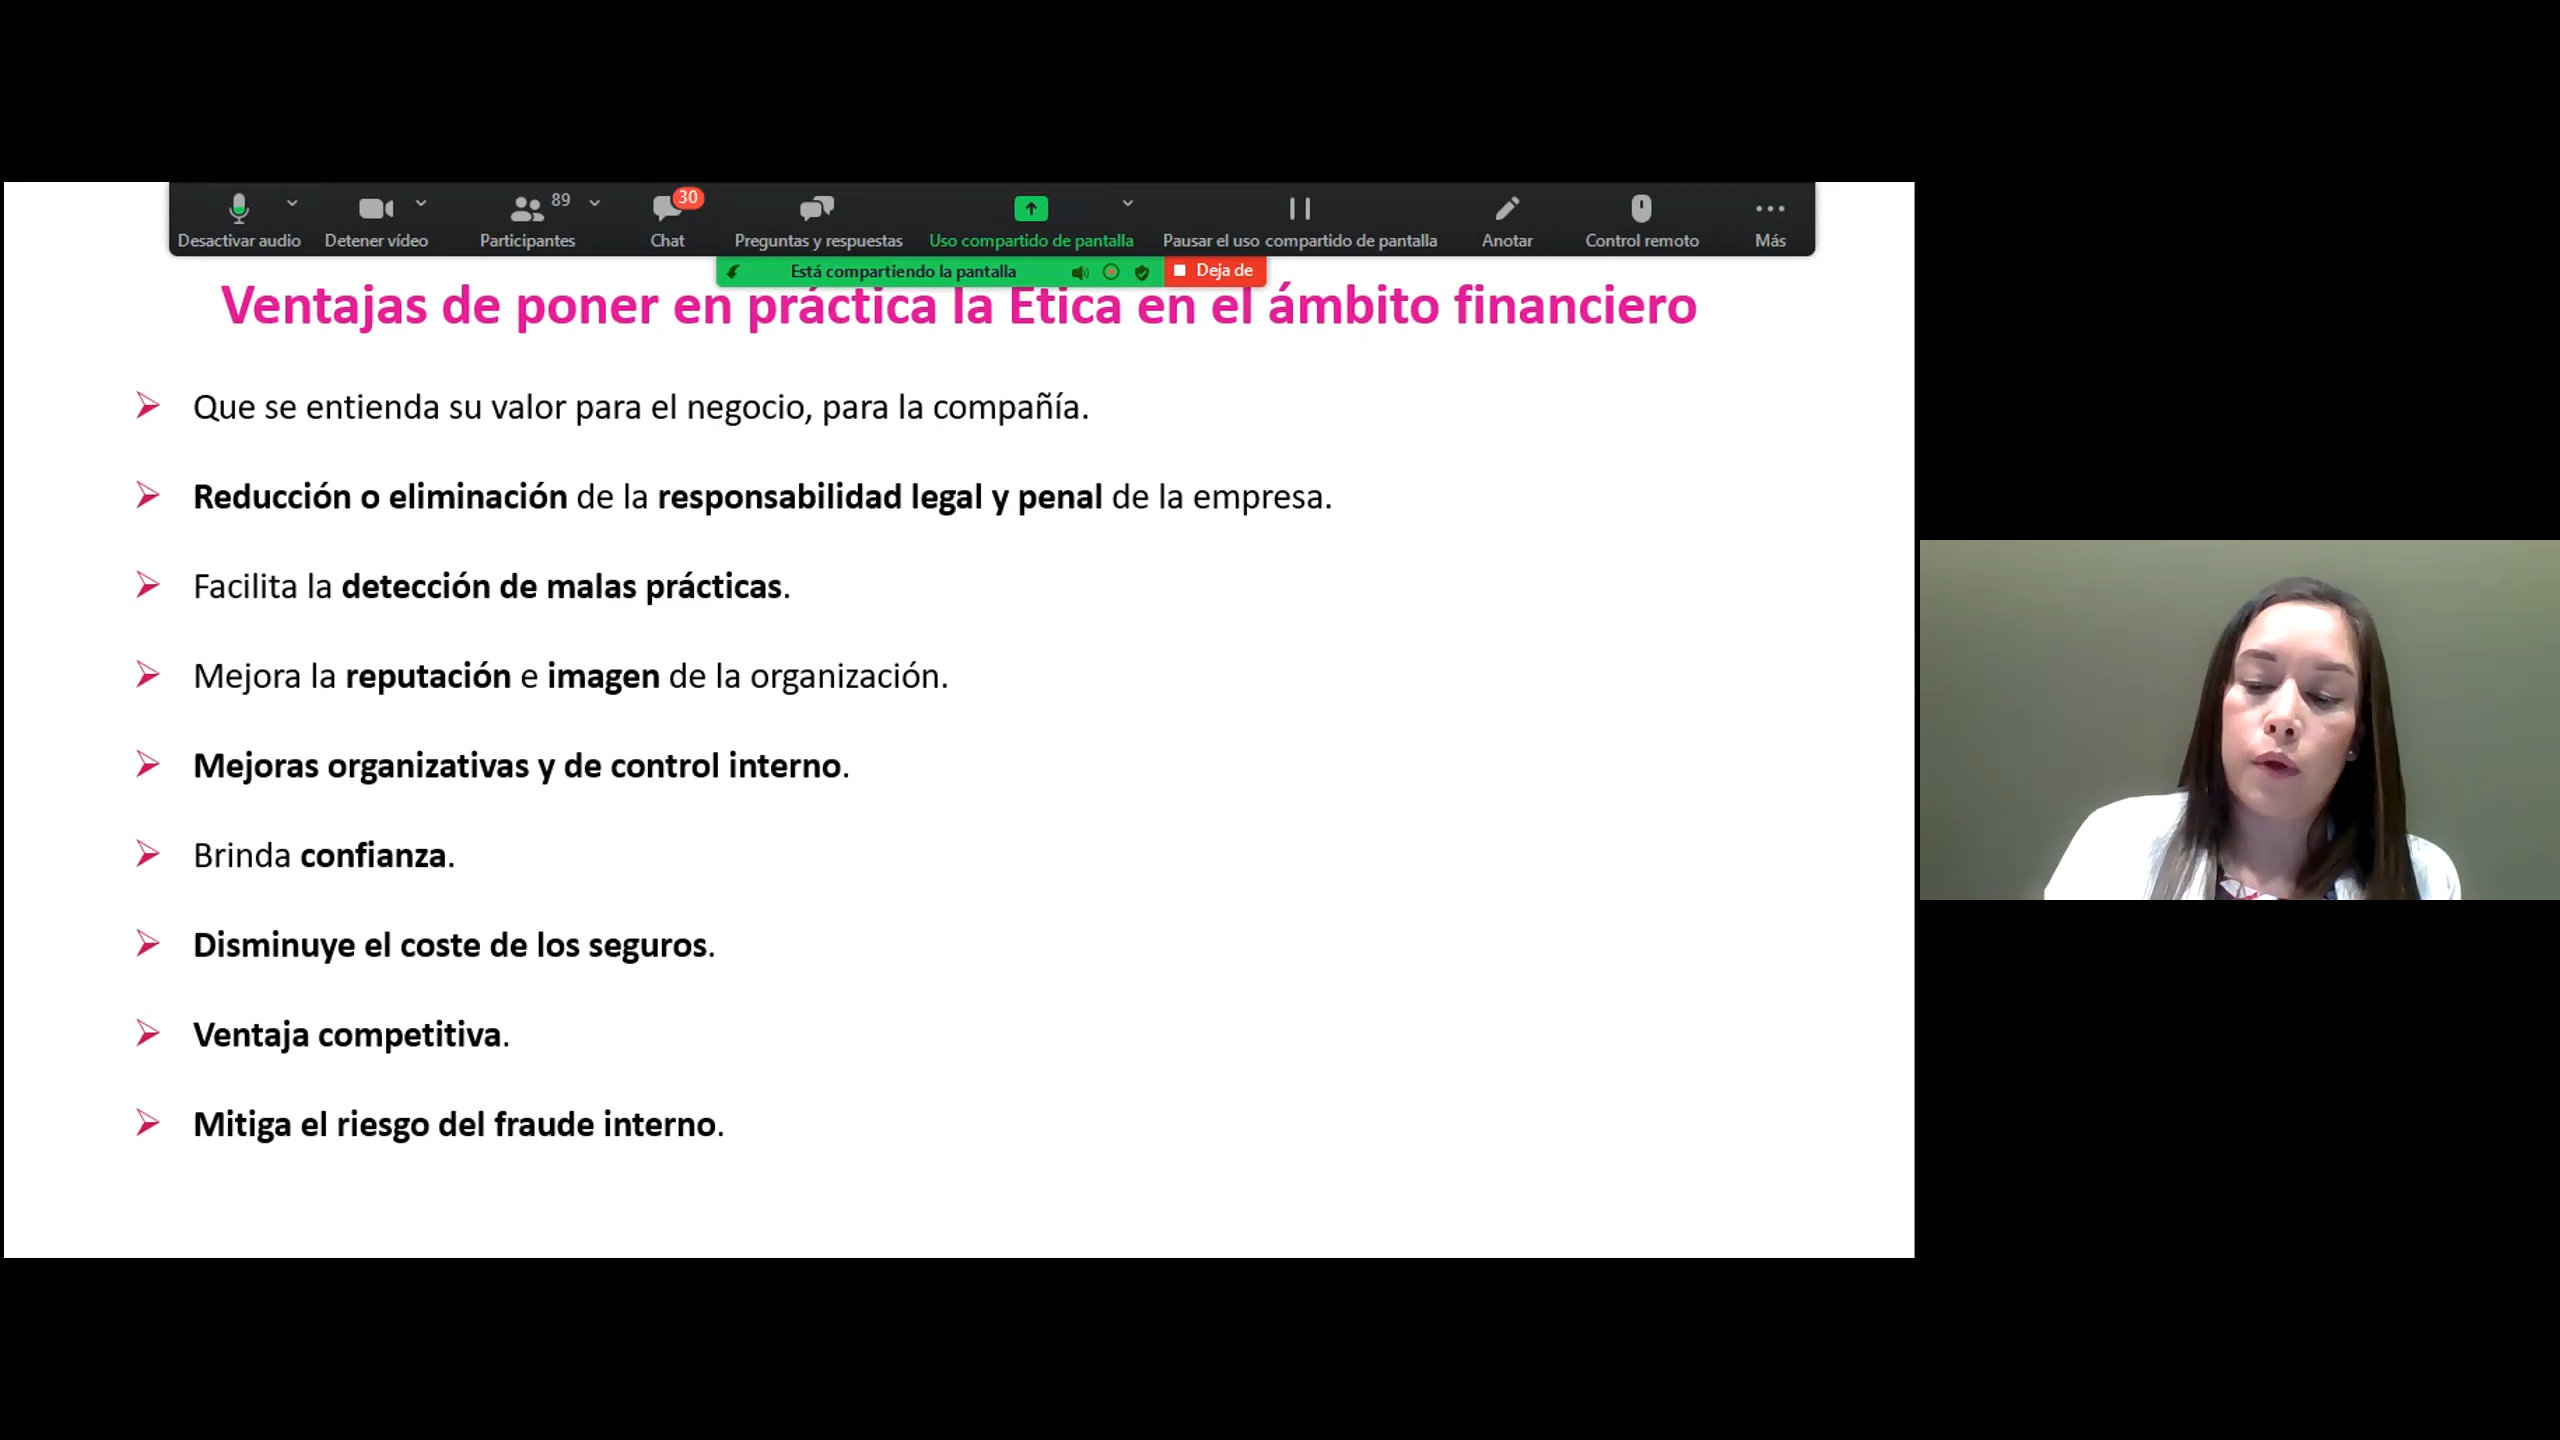 Desactivar audio
Detener vídeo
89
Participantes
30
Chat
Preguntas y respuestas
Uso compartido de pantalla
Pausar el uso compartido de pantalla
Anotar
Control remoto
Más
Está compartiendo la pantalla
Deja de
Ventajas de poner en práctica la Ética en el ámbito financiero
Que se entienda su valor para el negocio, para la compañía.
Reducción o eliminación de la responsabilidad legal y penal de la empresa.
Facilita la detección de malas prácticas.
Mejora la reputación e imagen de la organización.
Mejoras organizativas y de control interno.
Brinda confianza.
Disminuye el coste de los seguros.
Ventaja competitiva.
Mitiga el riesgo del fraude interno.